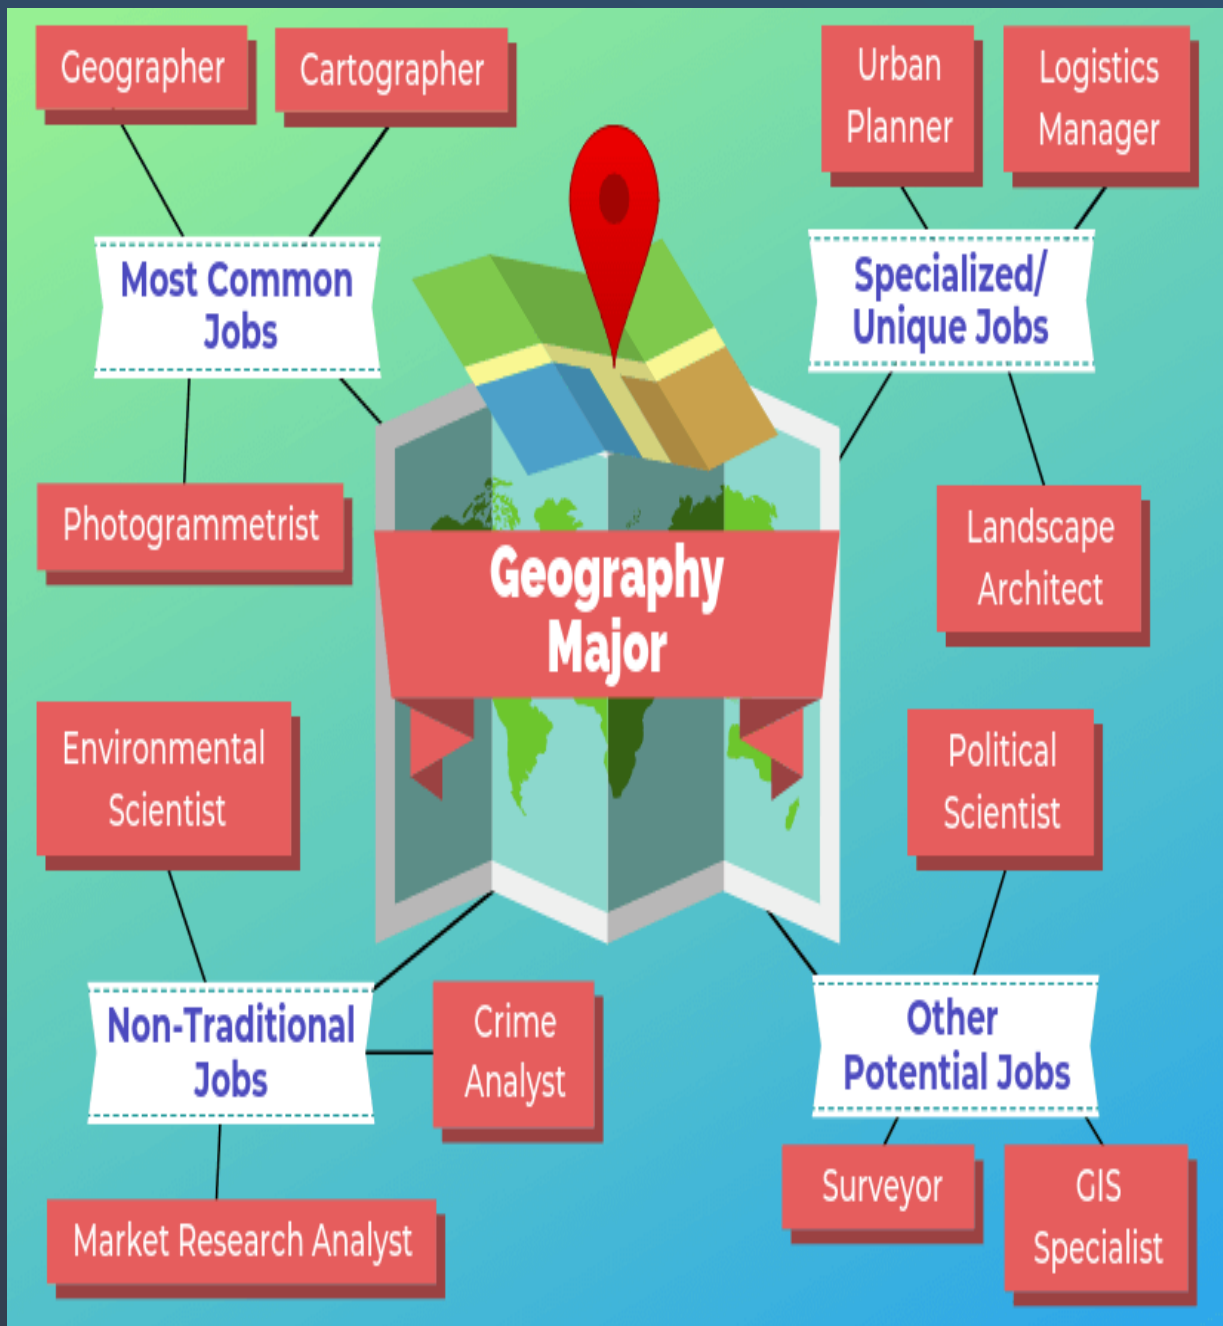 Geographer
Cartographer
Most Common
Jobs
Photogrammetrist
Urban
Planner
Logistics
Manager
Specialized/
Unique Jobs
Landscape
Architect
Geography
Major
Environmental
Scientist
Non-Traditional
Jobs
Crime
Analyst
Market Research Analyst
Political
Scientist
Other
Potential Jobs
Surveyor
GIS
Specialist